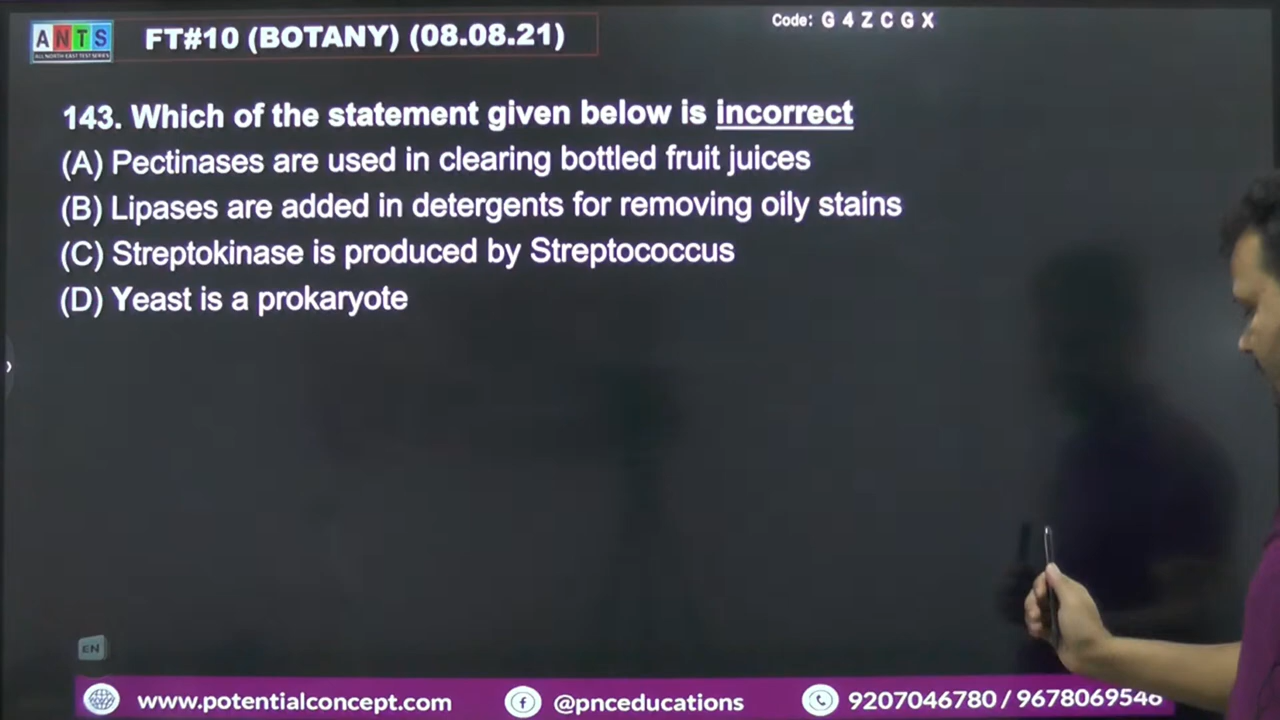 ANTS
ALL NORTH-EAST TEST SERIES
FT#10 (BOTANY) (08.08.21)
Code: G 4 Z C G X
143. Which of the statement given below is incorrect
(A) Pectinases are used in clearing bottled fruit juices
(B) Lipases are added in detergents for removing oily stains
(C) Streptokinase is produced by Streptococcus
(D) Yeast is a prokaryote
EN
www.potentialconcept.com
@pnceducations
9207046780 / 9678069546